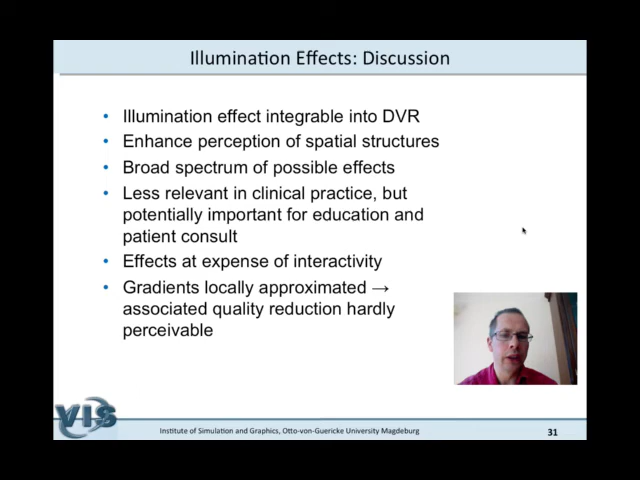 Illumination Effects: Discussion
• Illumination effect integrable into DVR
• Enhance perception of spatial structures
• Broad spectrum of possible effects
• Less relevant in clinical practice, but
potentially important for education and
patient consult
• Effects at expense of interactivity
• Gradients locally approximated →
associated quality reduction hardly
perceivable
VIS
Institute of Simulation and Graphics, Otto-von-Guericke University Magdeburg
31